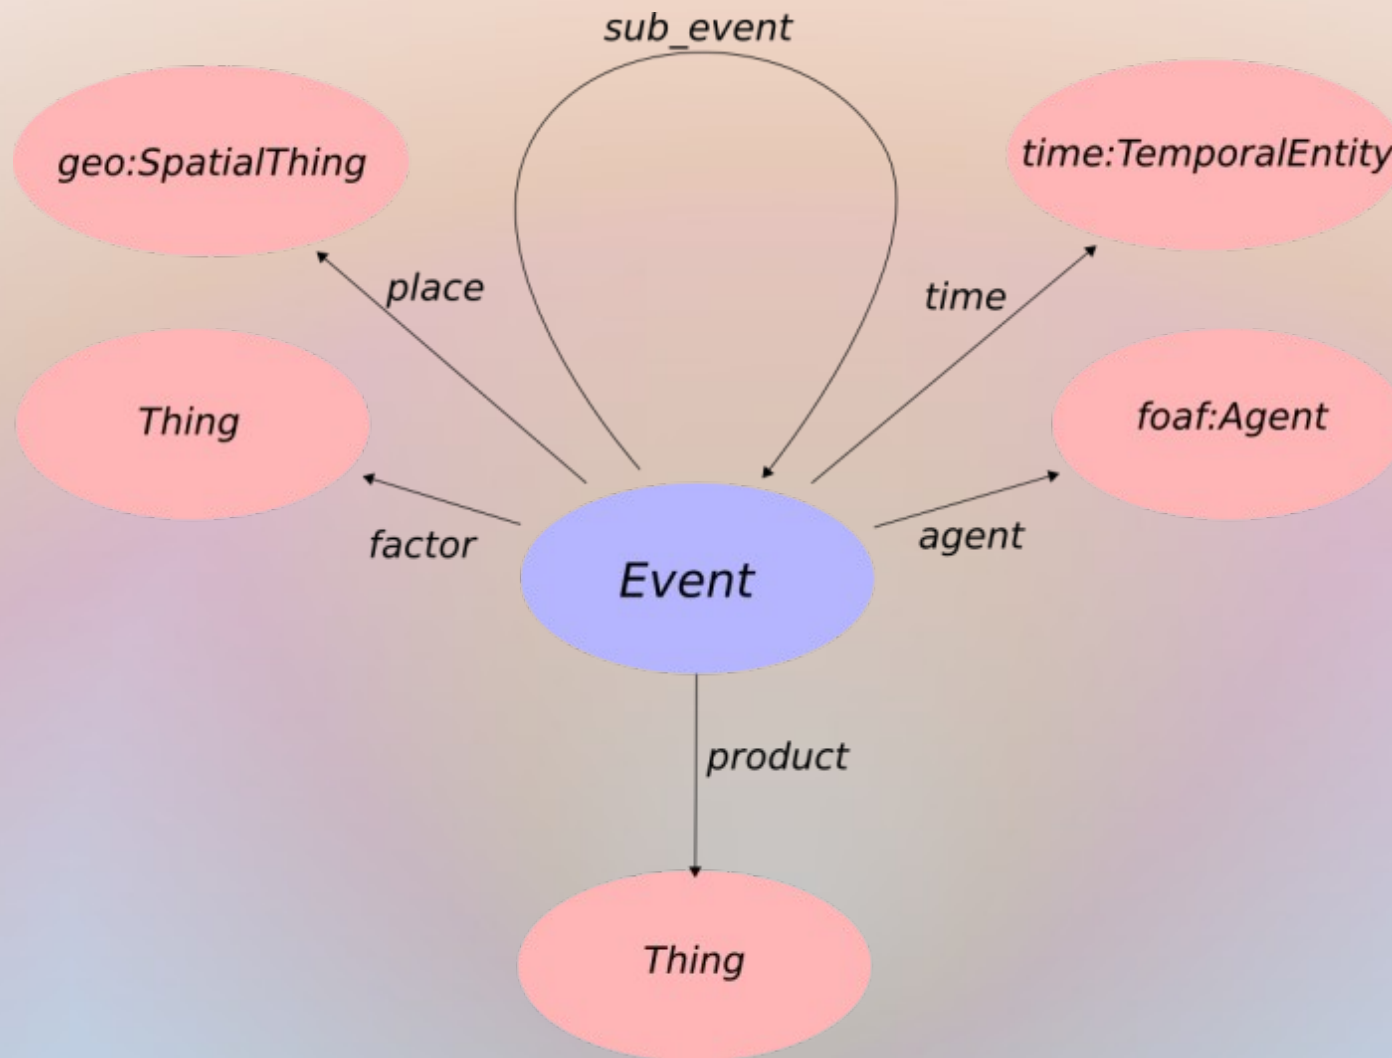 sub_event
geo:SpatialThing
time:TemporalEntity
place
time
Thing
foaf:Agent
factor
agent
Event
product
Thing